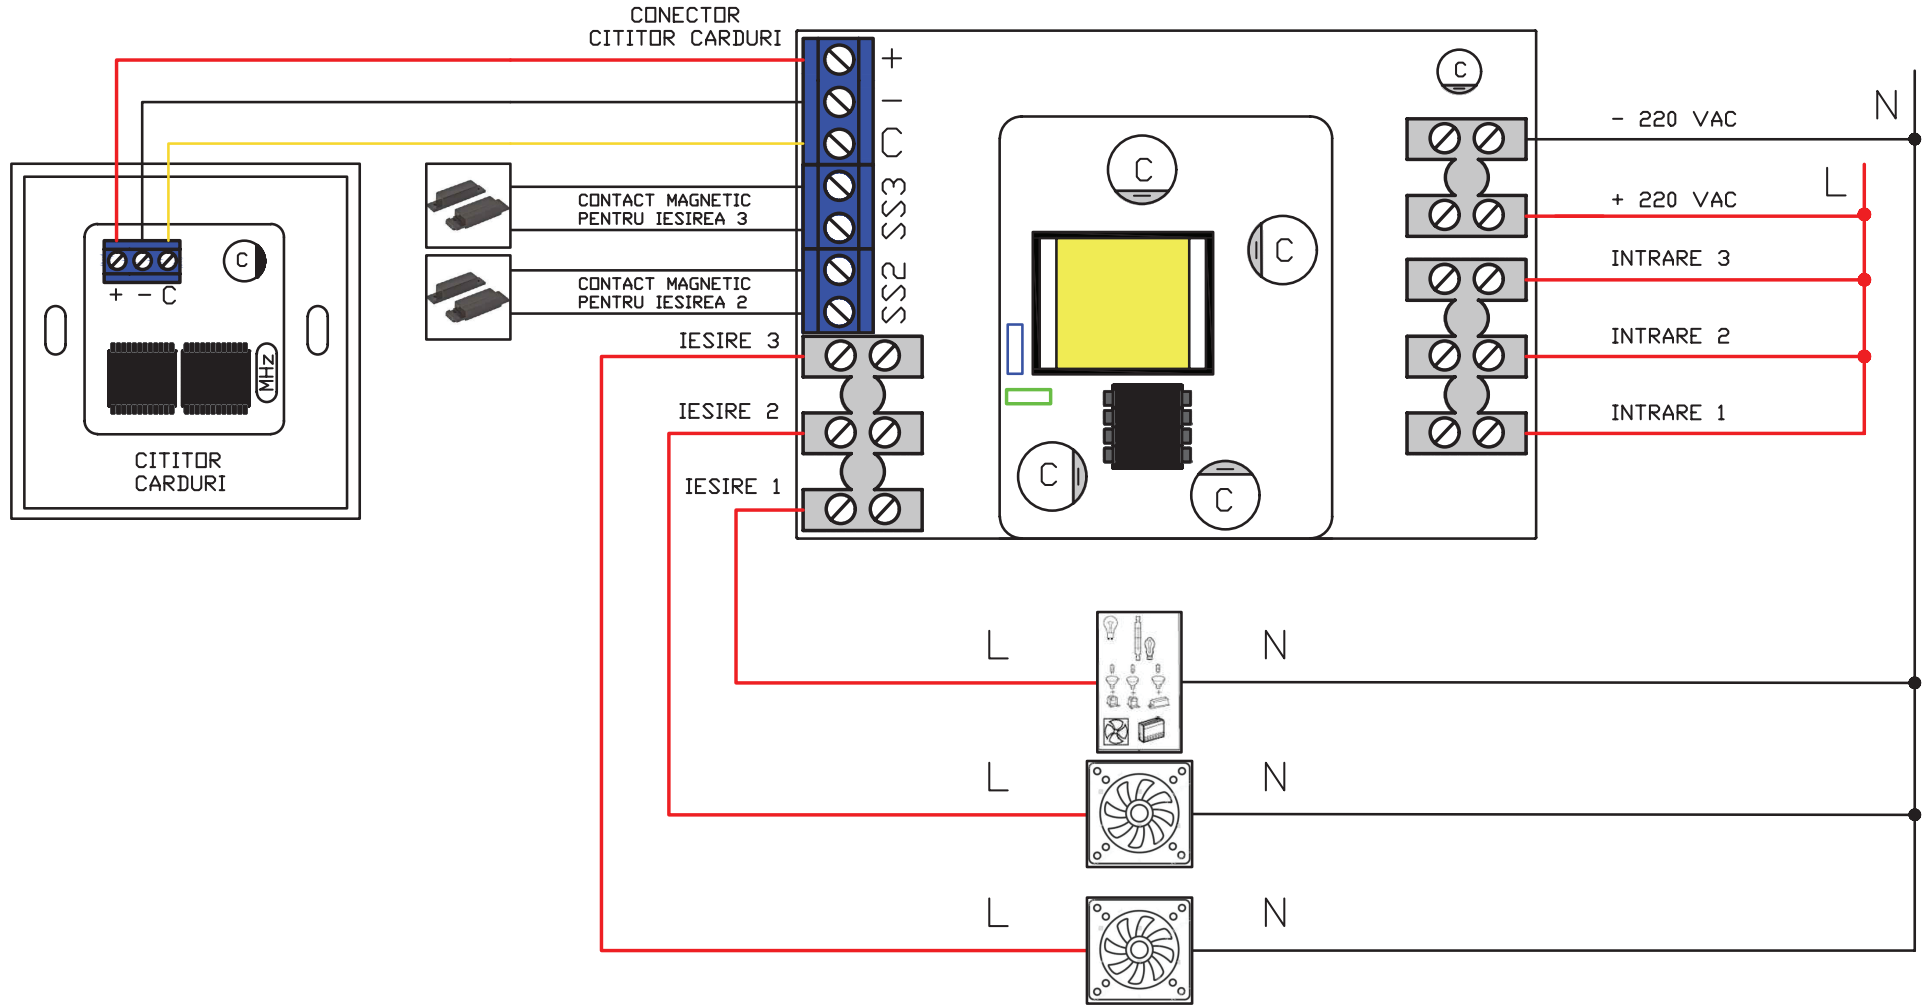 CONECTOR
CITITOR CARDURI
+
-
C
SS3
SS2
CONTACT MAGNETIC
PENTRU IESIREA 3
CONTACT MAGNETIC
PENTRU IESIREA 2
IESIRE 3
IESIRE 2
IESIRE 1
C
+ - C
MHz
CITITOR
CARDURI
C
C
C
C
C
N
- 220 VAC
L
+ 220 VAC
INTRARE 3
INTRARE 2
INTRARE 1
L
N
L
N
L
N